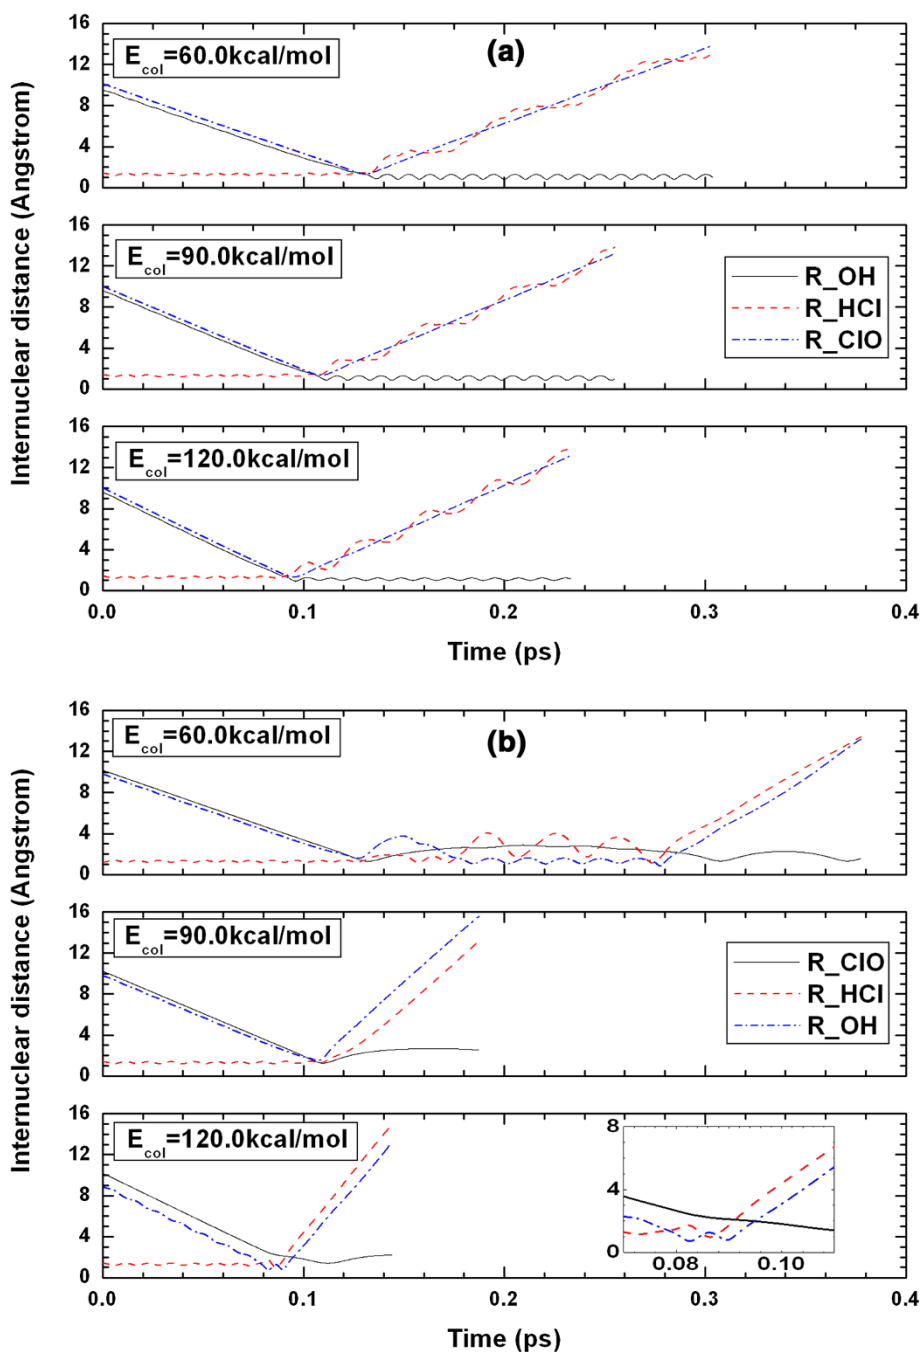 16
12
8
4
0
E_col=60.0kcal/mol
(a)
16
12
8
4
0
E_col=90.0kcal/mol
R_OH
R_HCl
R_ClO
16
12
8
4
0
E_col=120.0kcal/mol
0.0 0.1 0.2 0.3 0.4
Time (ps)
Internuclear distance (Angstrom)
16
12
8
4
0
E_col=60.0kcal/mol
(b)
16
12
8
4
0
E_col=90.0kcal/mol
R_ClO
R_HCl
R_OH
16
12
8
4
0
E_col=120.0kcal/mol
8
4
0
0.08 0.10
0.0 0.1 0.2 0.3 0.4
Time (ps)
Internuclear distance (Angstrom)